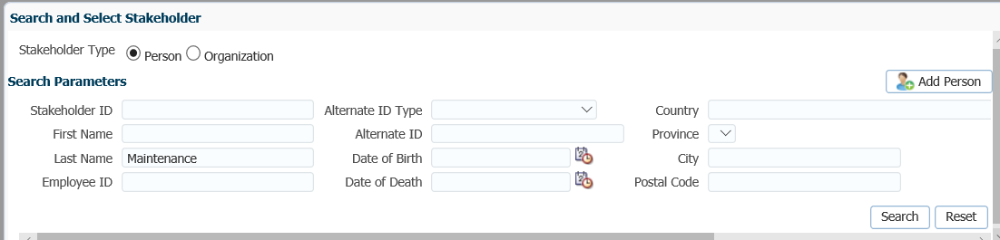 Search and Select Stakeholder
Stakeholder Type Person Organization
Search Parameters Add Person
Stakeholder ID Alternate ID Type Country
First Name Alternate ID Province
Last Name Maintenance Date of Birth City
Employee ID Date of Death Postal Code
Search Reset